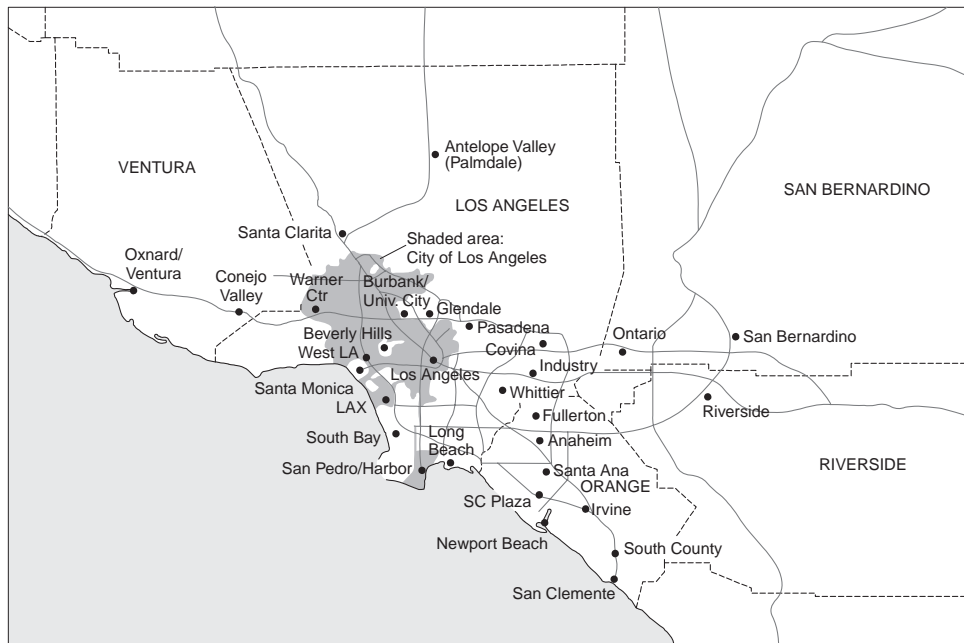 Antelope Valley
(Palmdale)
VENTURA
SAN BERNARDINO
LOS ANGELES
Santa Clarita
Shaded area:
City of Los Angeles
Oxnard/
Ventura
Conejo
Valley
Warner
Ctr
Burbank/
Univ. City
Glendale
Pasadena
Beverly Hills
West LA
Covina
Ontario
San Bernardino
Los Angeles
Industry
Santa Monica
Whittier
LAX
Riverside
Fullerton
South Bay
Long
Beach
Anaheim
San Pedro/Harbor
Santa Ana
RIVERSIDE
ORANGE
SC Plaza
Irvine
Newport Beach
South County
San Clemente